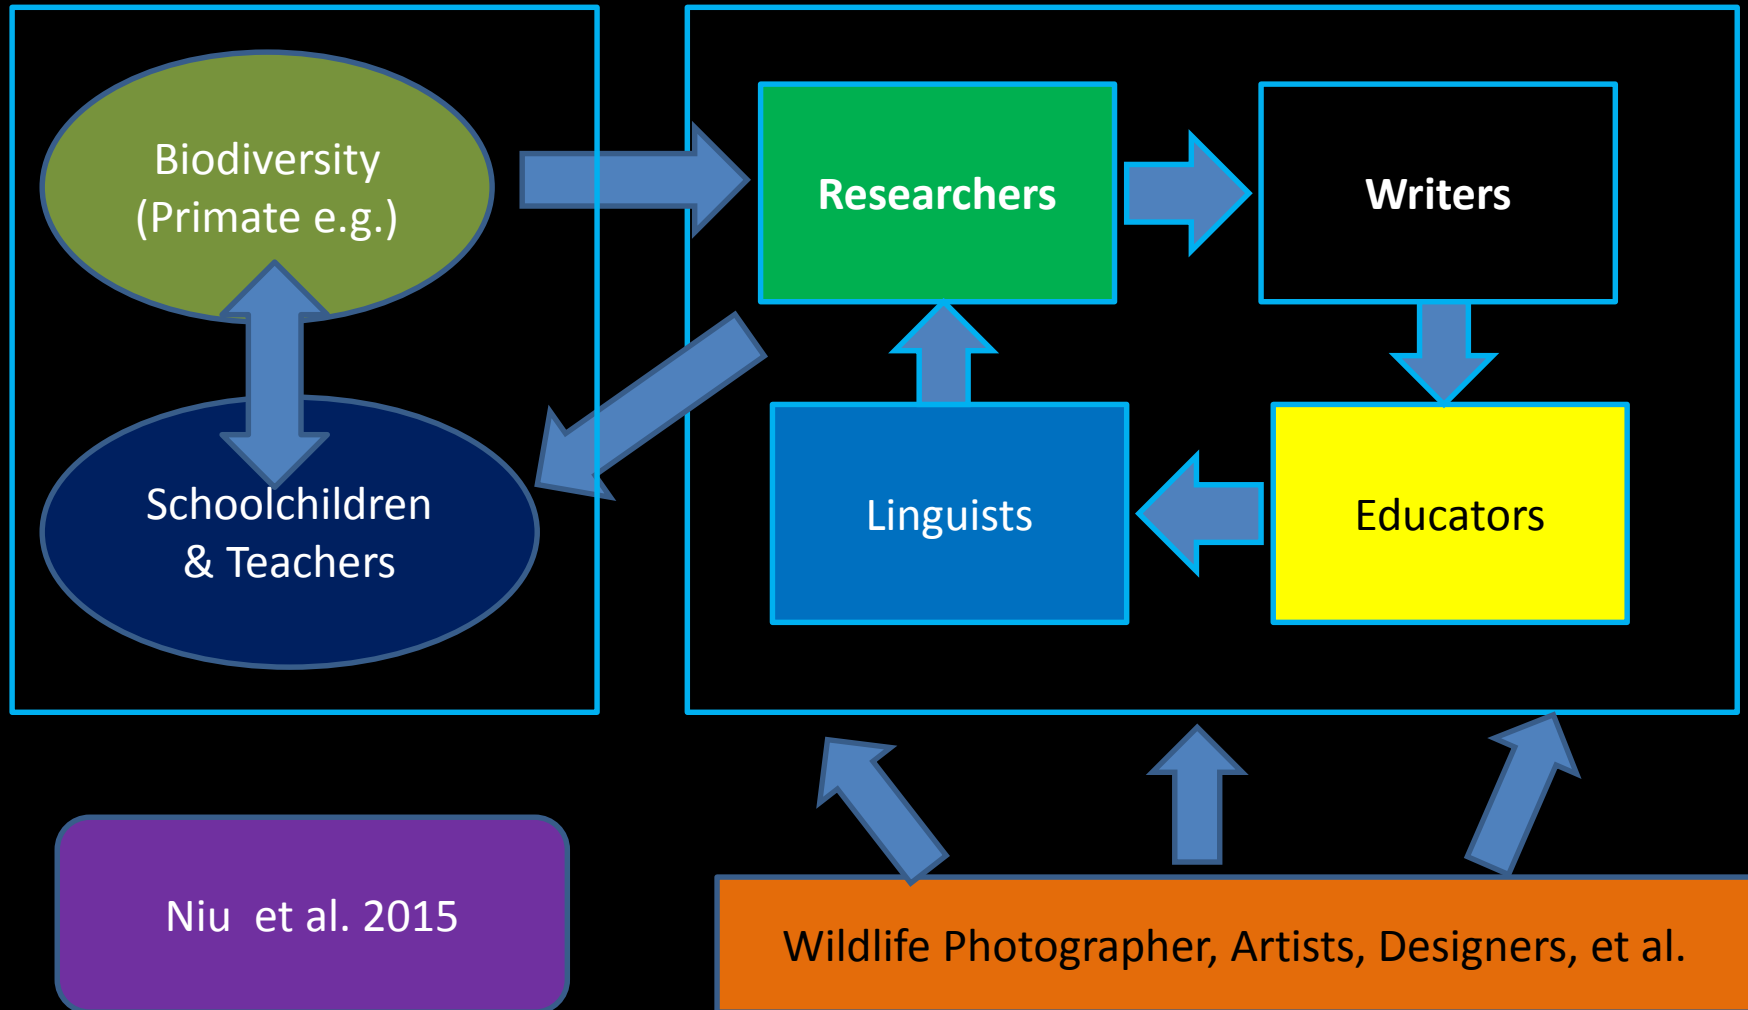 Biodiversity
(Primate e.g.)
Researchers
Writers
Schoolchildren
& Teachers
Linguists
Educators
Niu et al. 2015
Wildlife Photographer, Artists, Designers, et al.